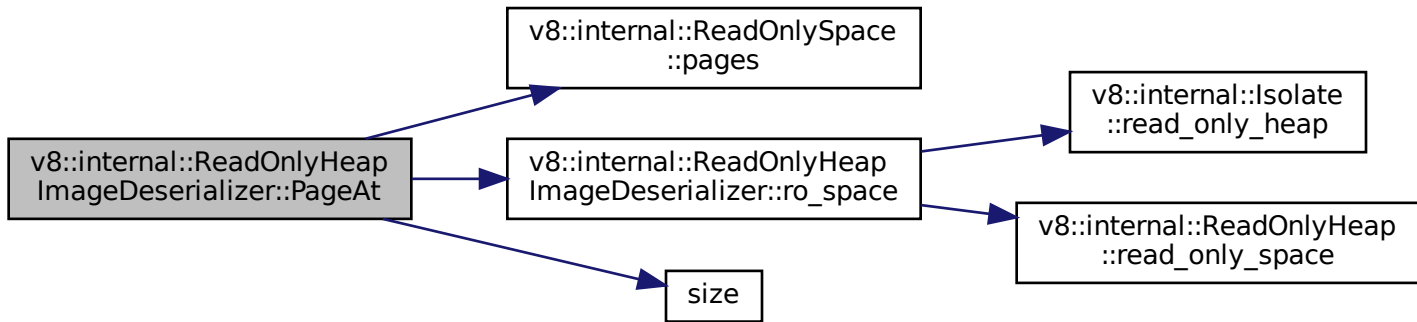 v8::internal::ReadOnlySpace
::pages
v8::internal::ReadOnlyHeap
ImageDeserializer::PageAt
v8::internal::ReadOnlyHeap
ImageDeserializer::ro_space
size
v8::internal::Isolate
::read_only_heap
v8::internal::ReadOnlyHeap
::read_only_space